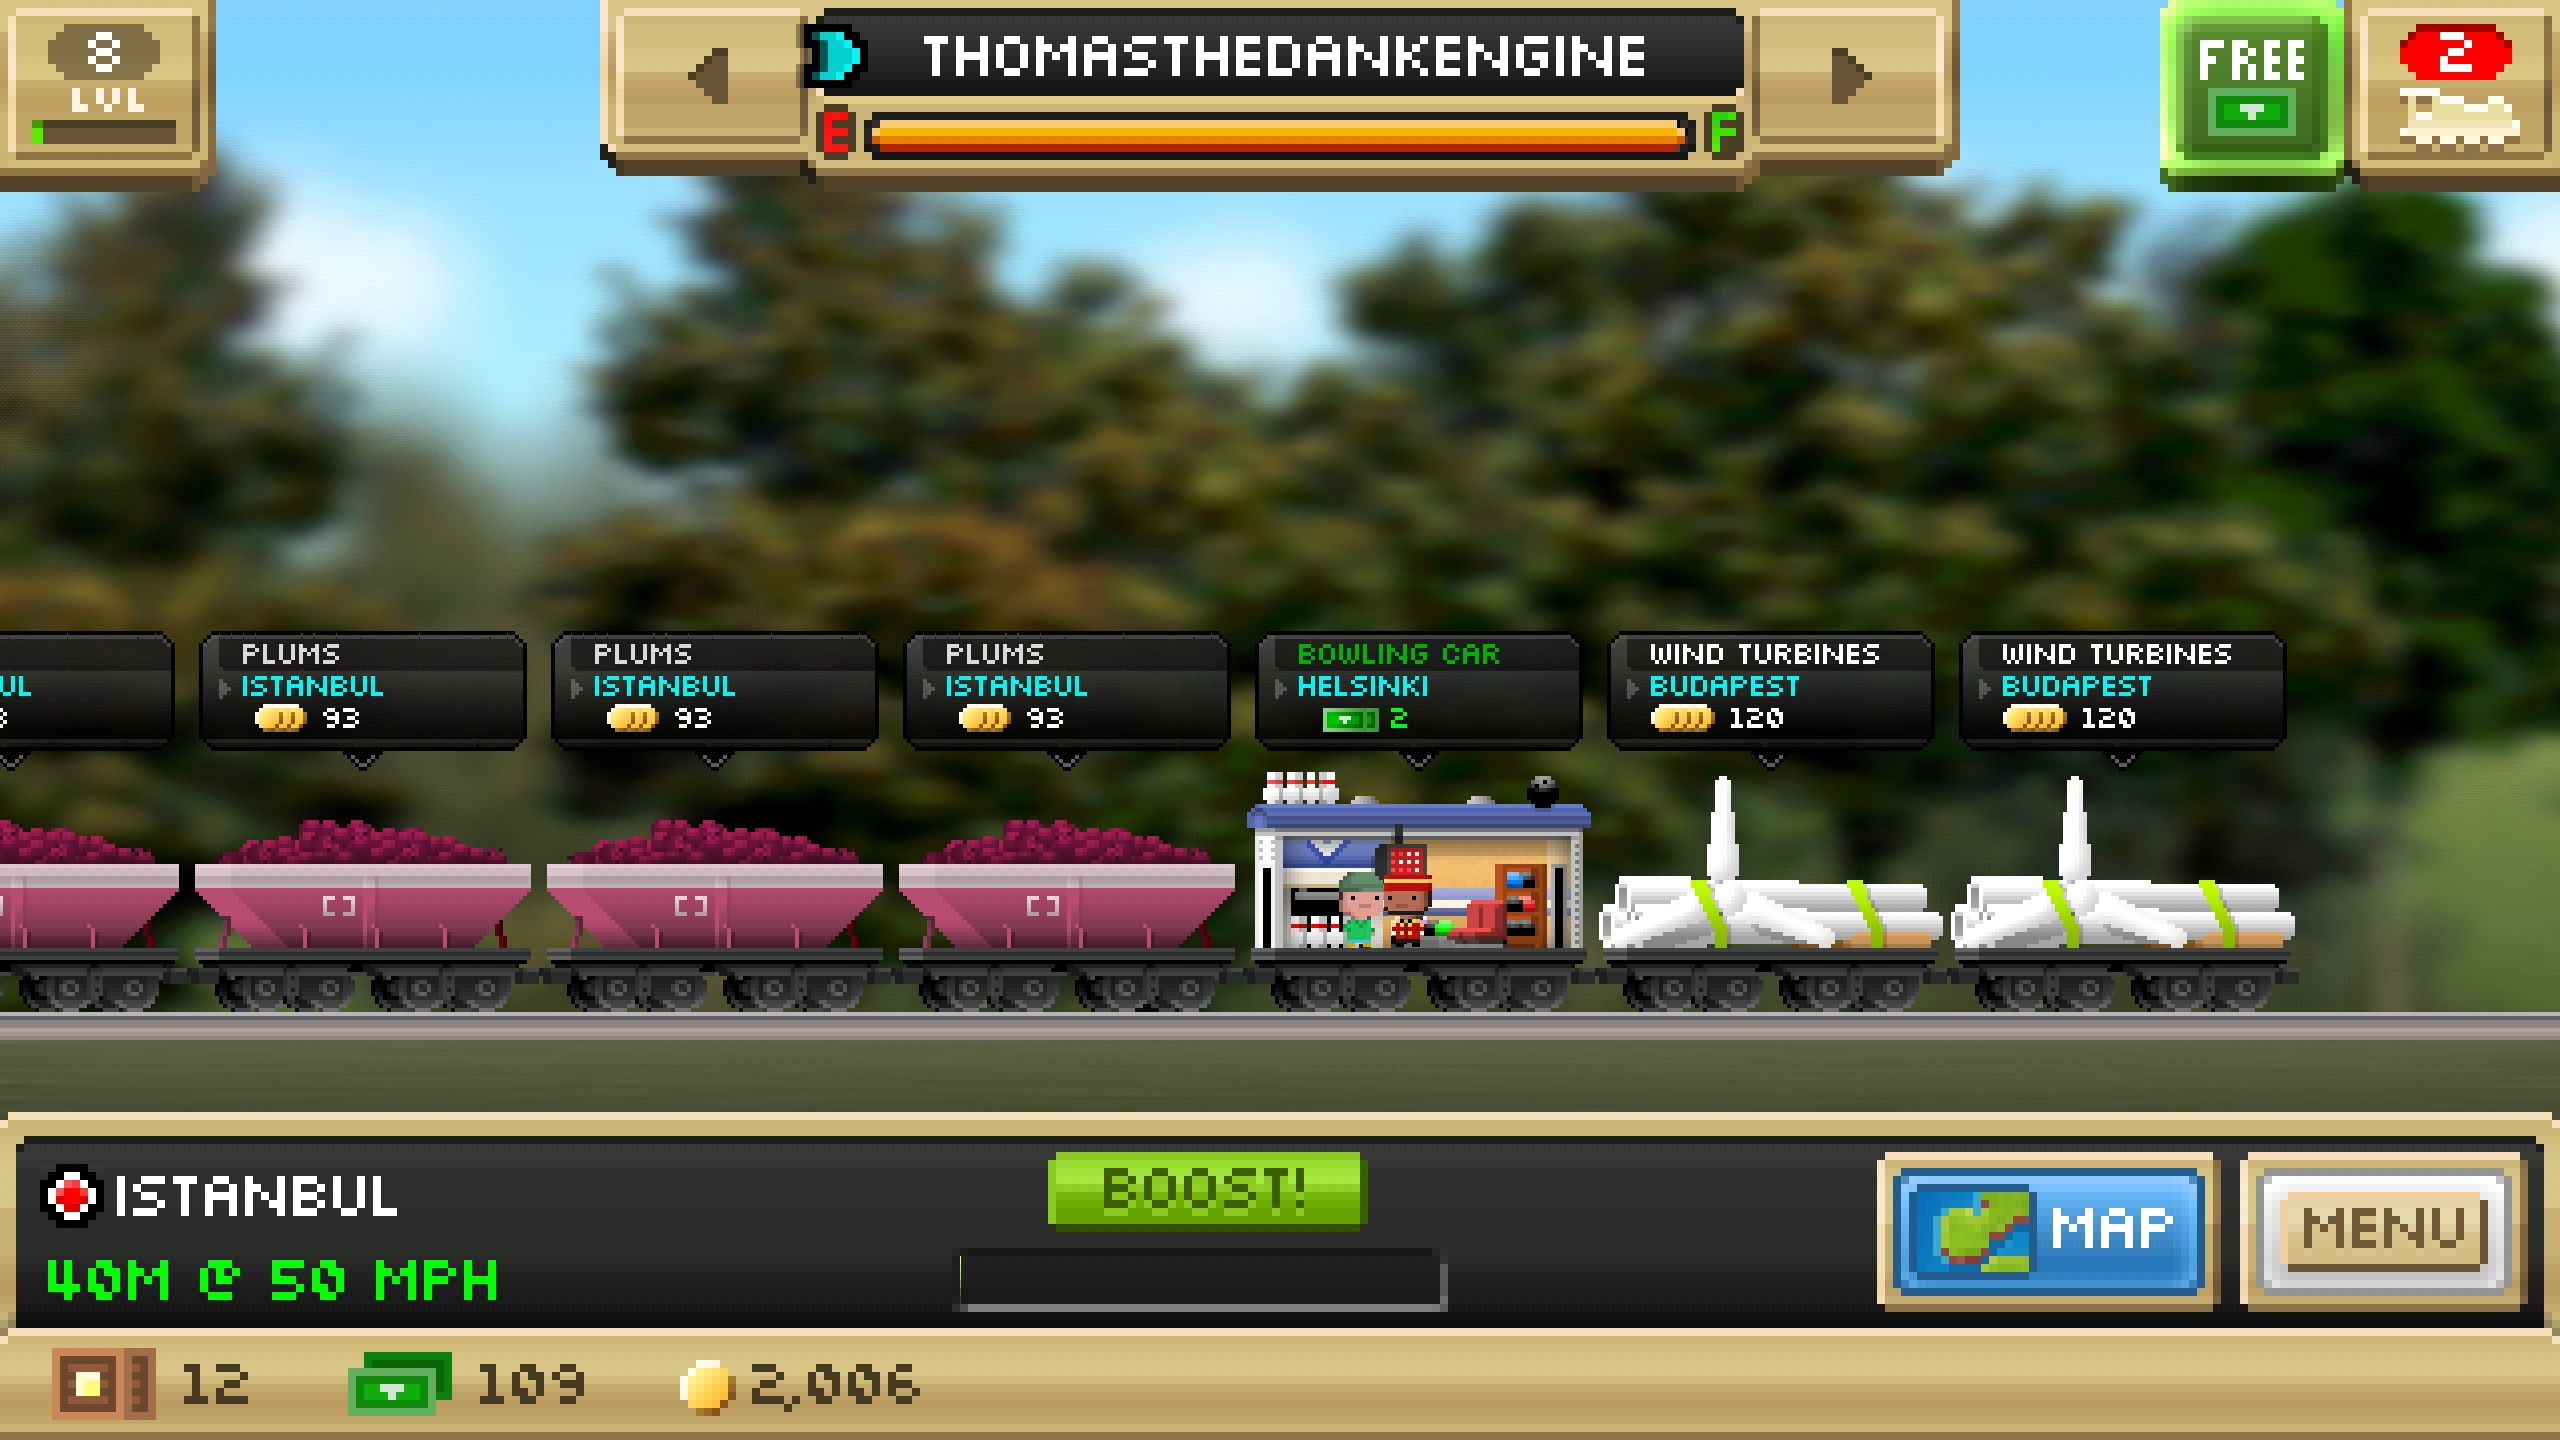 8
LVL
THOMASTHEDANKENGINE
E
F
FREE
2
UL
PLUMS
ISTANBUL
93
PLUMS
ISTANBUL
93
PLUMS
ISTANBUL
93
BOWLING CAR
HELSINKI
2
WIND TURBINES
BUDAPEST
120
WIND TURBINES
BUDAPEST
120
ISTANBUL
40M @ 50 MPH
BOOST!
MAP
MENU
12
109
2,006